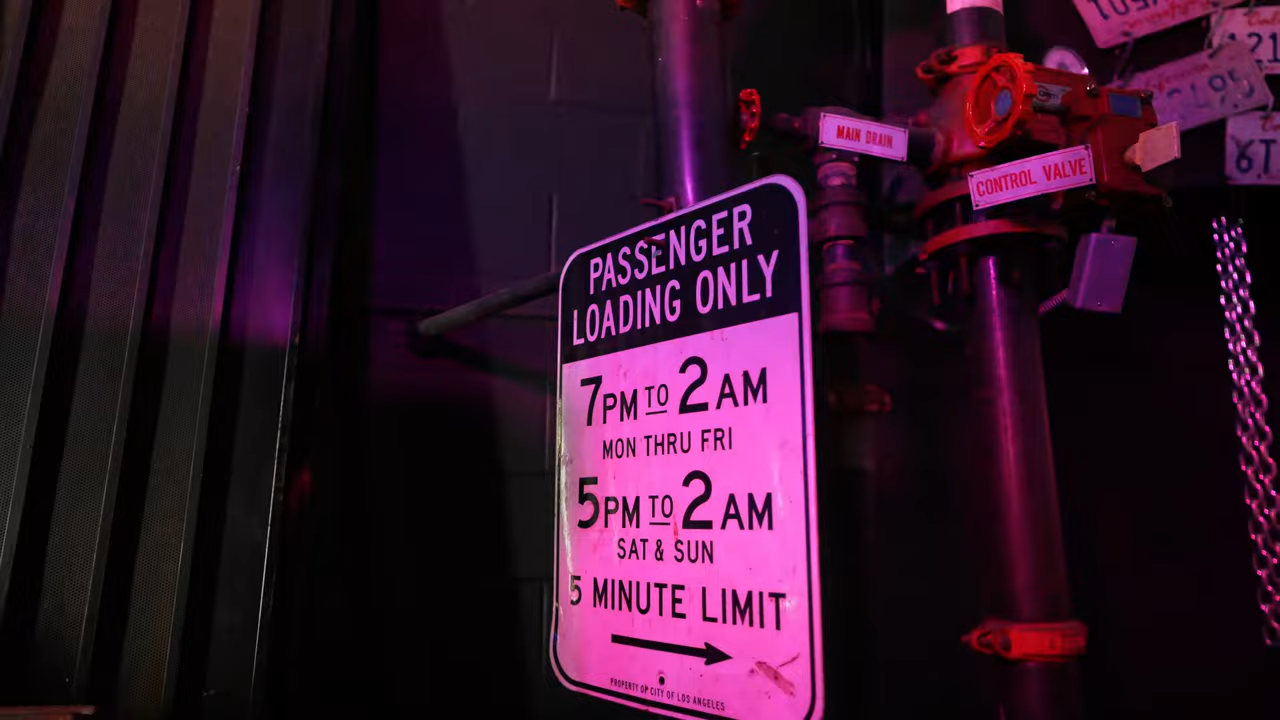 PASSENGER
LOADING ONLY
7PM TO 2AM
MON THRU FRI
5PM TO 2AM
SAT & SUN
5 MINUTE LIMIT
PROPERTY OF CITY OF LOS ANGELES
MAIN DRAIN
CONTROL VALVE